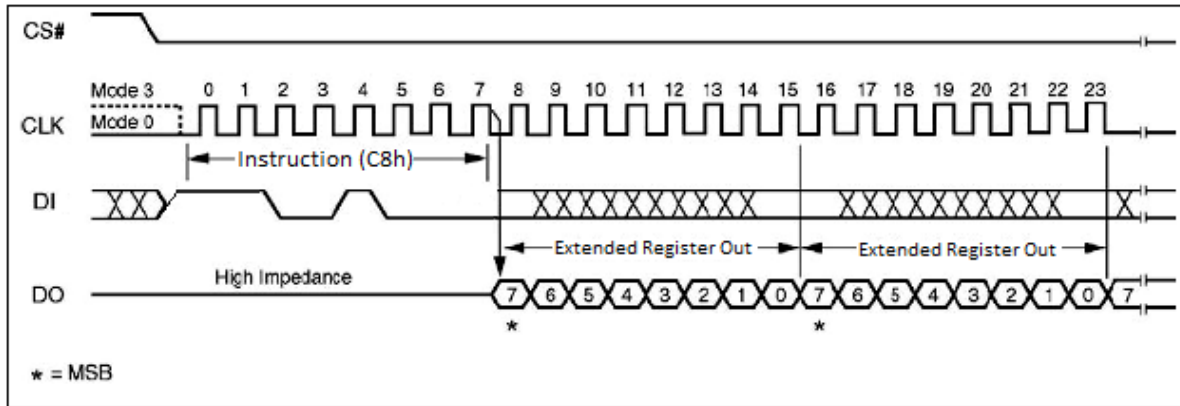 CS#
Mode 3 0 1 2 3 4 5 6 7 8 9 10 11 12 13 14 15 16 17 18 19 20 21 22 23
CLK Mode 0
Instruction (C8h)
DI
Extended Register Out Extended Register Out
High Impedance
DO 7 6 5 4 3 2 1 0 7 6 5 4 3 2 1 0 7
* *
* = MSB